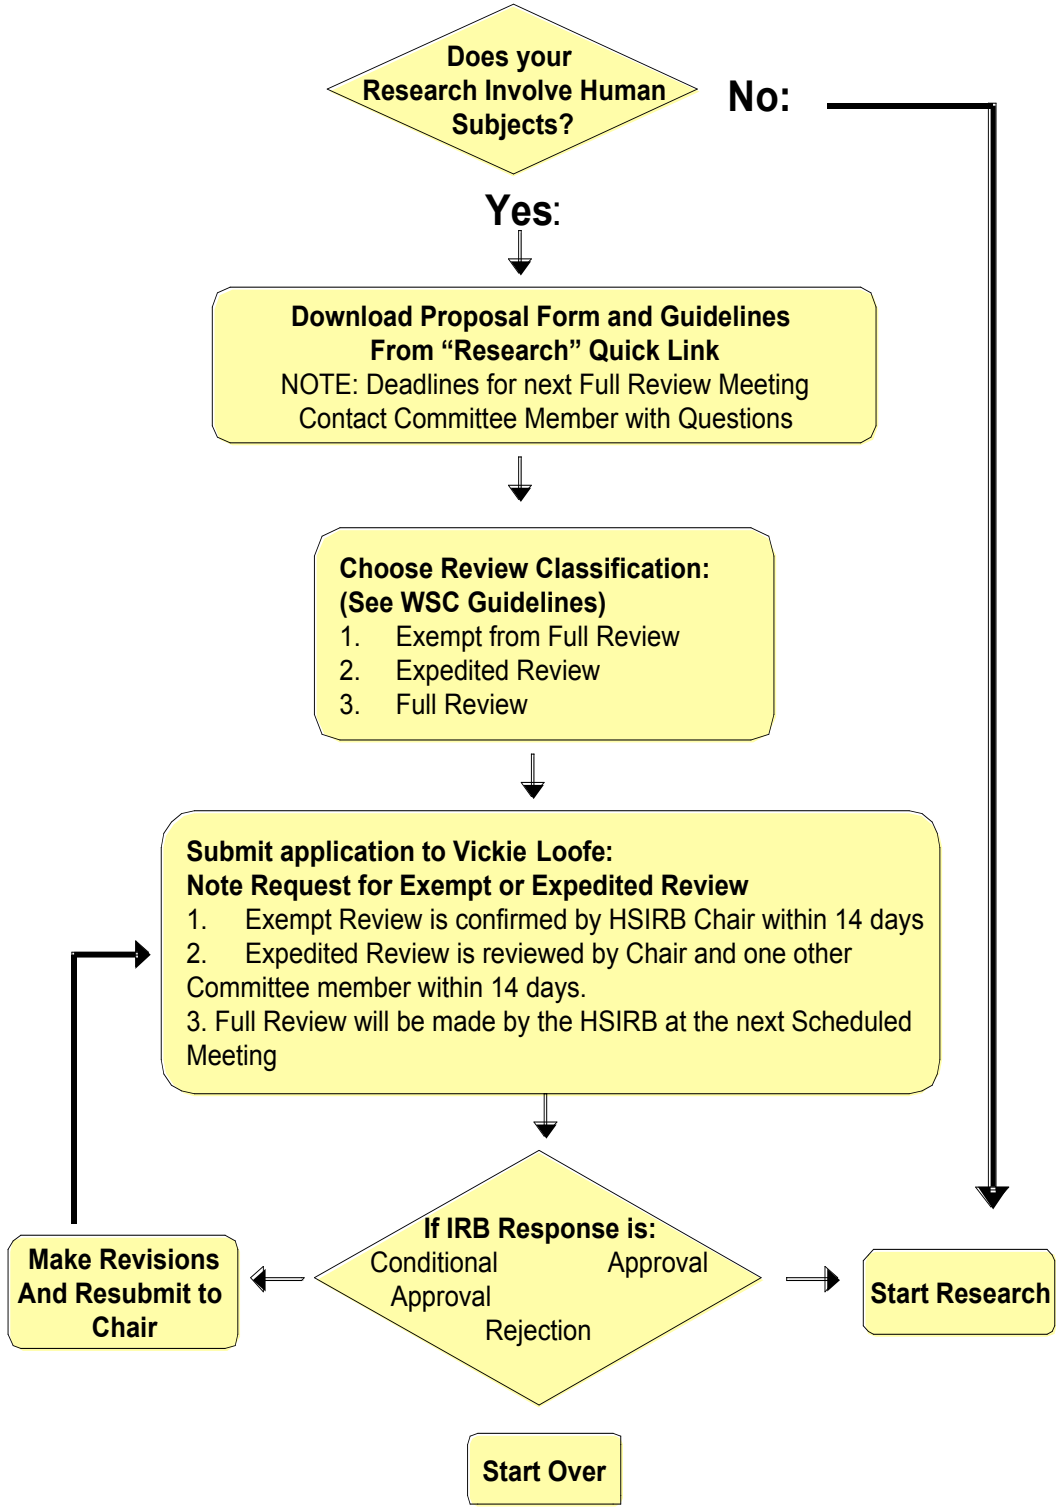 Does your
Research Involve Human
Subjects?
No:
Yes:
Download Proposal Form and Guidelines
From “Research” Quick Link
NOTE: Deadlines for next Full Review Meeting
Contact Committee Member with Questions
Choose Review Classification:
(See WSC Guidelines)
1. Exempt from Full Review
2. Expedited Review
3. Full Review
Submit application to Vickie Loofe:
Note Request for Exempt or Expedited Review
1. Exempt Review is confirmed by HSIRB Chair within 14 days
2. Expedited Review is reviewed by Chair and one other
Committee member within 14 days.
3. Full Review will be made by the HSIRB at the next Scheduled
Meeting
If IRB Response is:
Conditional Approval
Approval
Rejection
Make Revisions
And Resubmit to
Chair
Start Research
Start Over